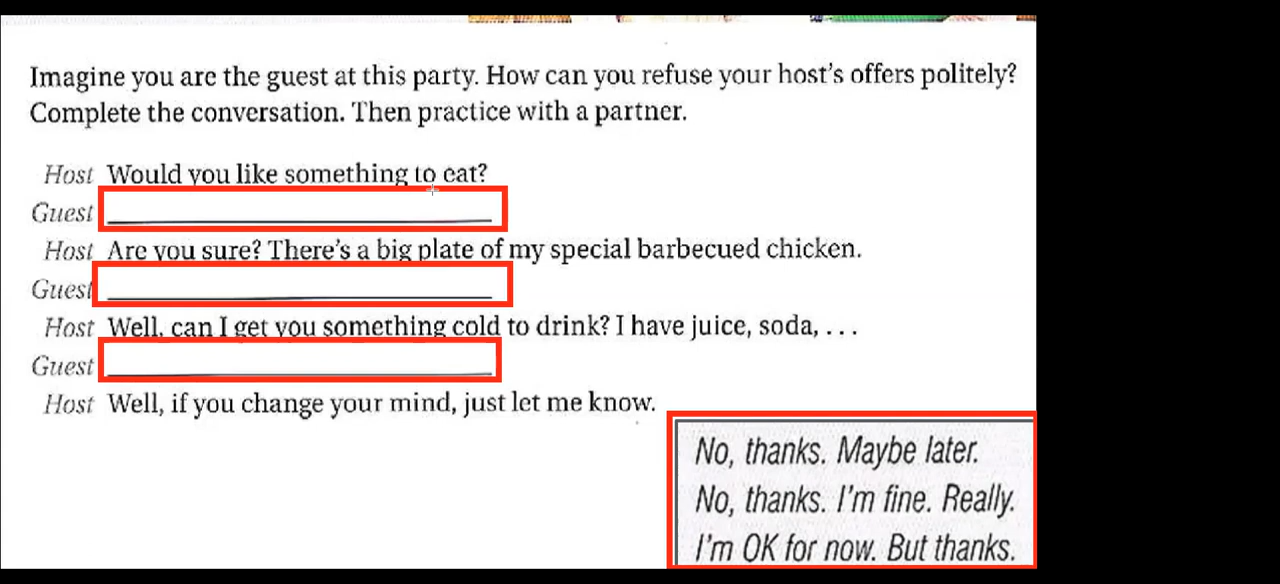 Imagine you are the guest at this party. How can you refuse your host's offers politely?
Complete the conversation. Then practice with a partner.
Host Would you like something to eat?
Guest
Host Are you sure? There's a big plate of my special barbecued chicken.
Guest
Host Well, can I get you something cold to drink? I have juice, soda, . . .
Guest
Host Well, if you change your mind, just let me know.
No, thanks. Maybe later.
No, thanks. I'm fine. Really.
I'm OK for now. But thanks.